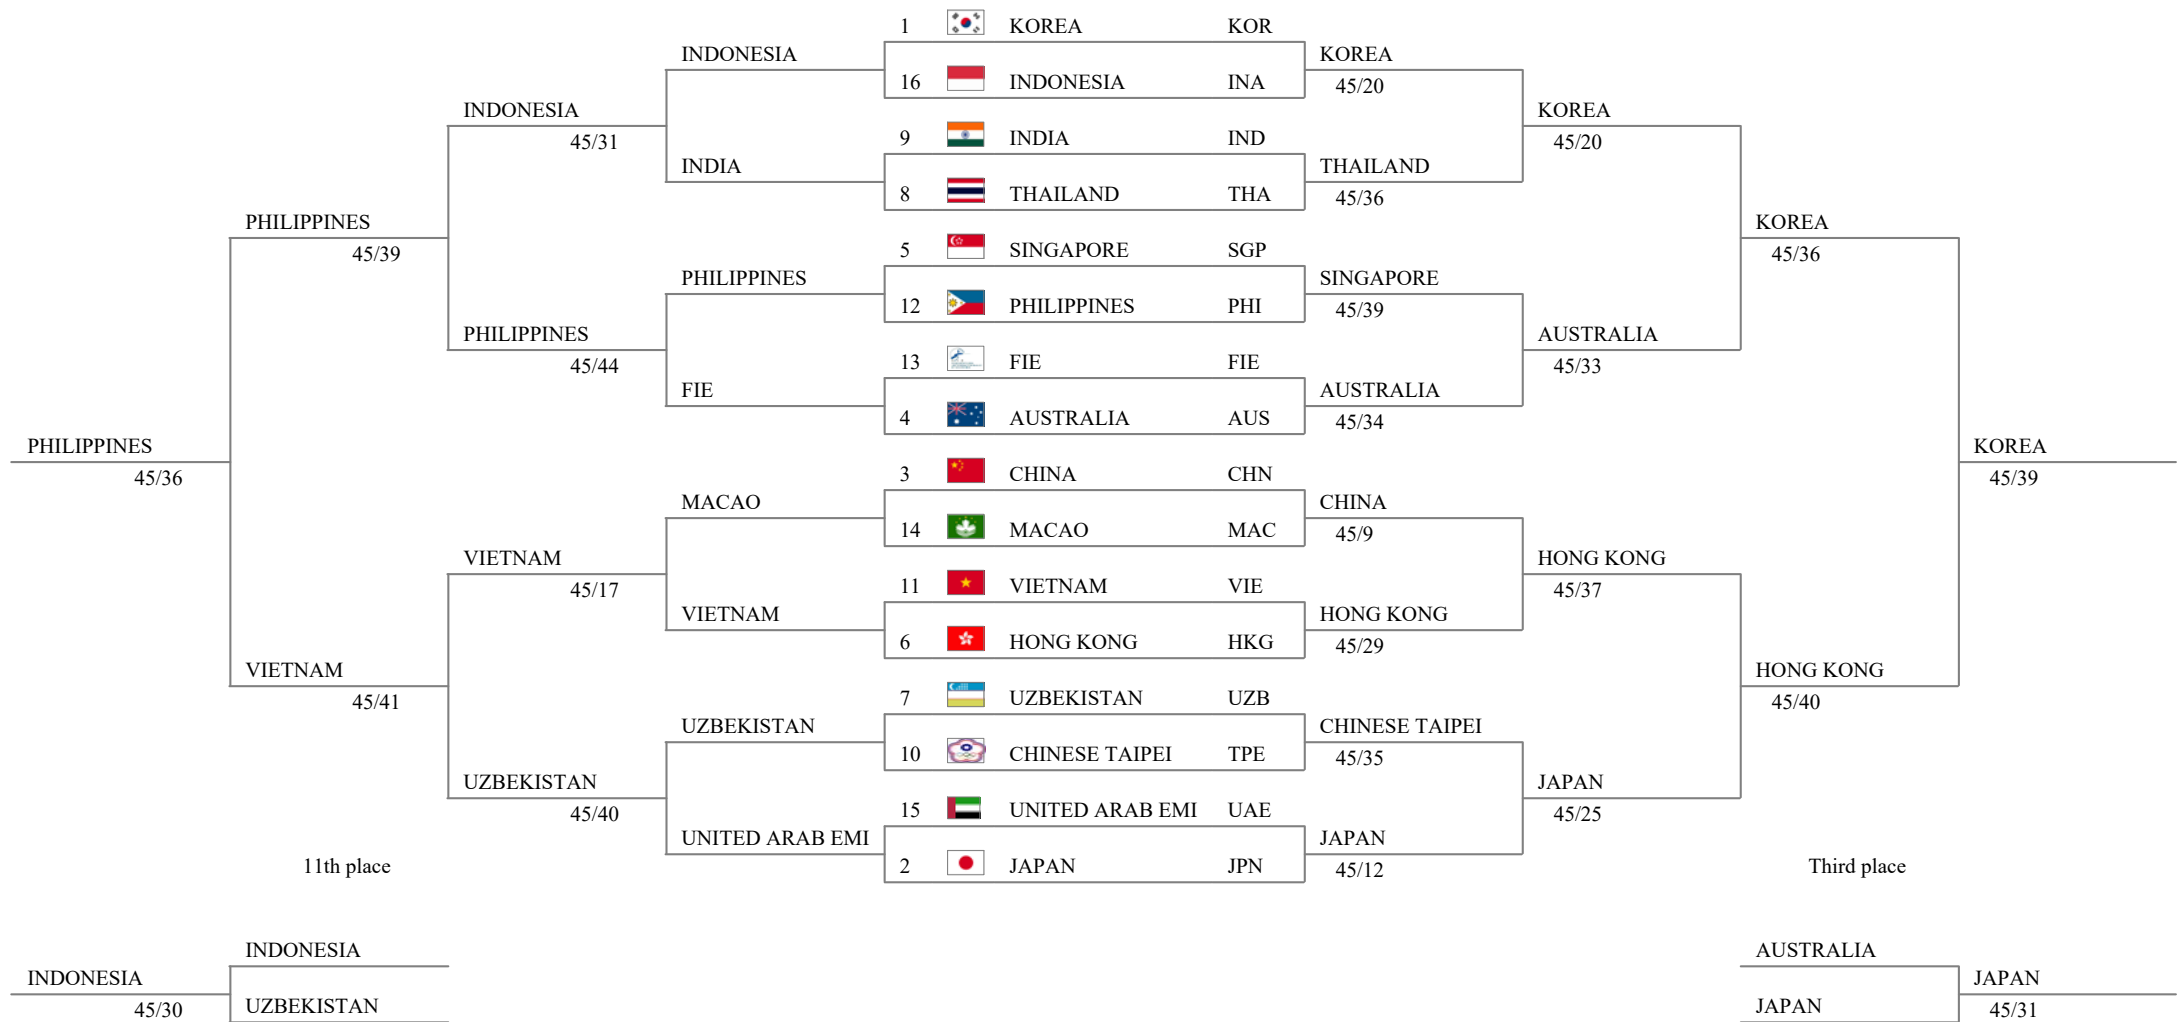 1 KOREA KOR
INDONESIA KOREA
16 INDONESIA INA 45/20
INDONESIA KOREA
9 INDIA IND
45/31 45/20
INDIA THAILAND
8 THAILAND THA 45/36
PHILIPPINES KOREA
5 SINGAPORE SGP
45/39 45/36
PHILIPPINES SINGAPORE
12 PHILIPPINES PHI 45/39
PHILIPPINES AUSTRALIA
13 FIE FIE
45/44 45/33
FIE AUSTRALIA
4 AUSTRALIA AUS 45/34
PHILIPPINES KOREA
3 CHINA CHN
45/36 45/39
MACAO CHINA
14 MACAO MAC 45/9
VIETNAM HONG KONG
11 VIETNAM VIE
45/17 45/37
VIETNAM HONG KONG
6 HONG KONG HKG 45/29
VIETNAM HONG KONG
7 UZBEKISTAN UZB
45/41 45/40
UZBEKISTAN CHINESE TAIPEI
10 CHINESE TAIPEI TPE 45/35
UZBEKISTAN JAPAN
15 UNITED ARAB EMI UAE
45/40 45/25
UNITED ARAB EMI JAPAN
11th place 2 JAPAN JPN 45/12 Third place
INDONESIA AUSTRALIA
INDONESIA JAPAN
45/30 UZBEKISTAN JAPAN 45/31